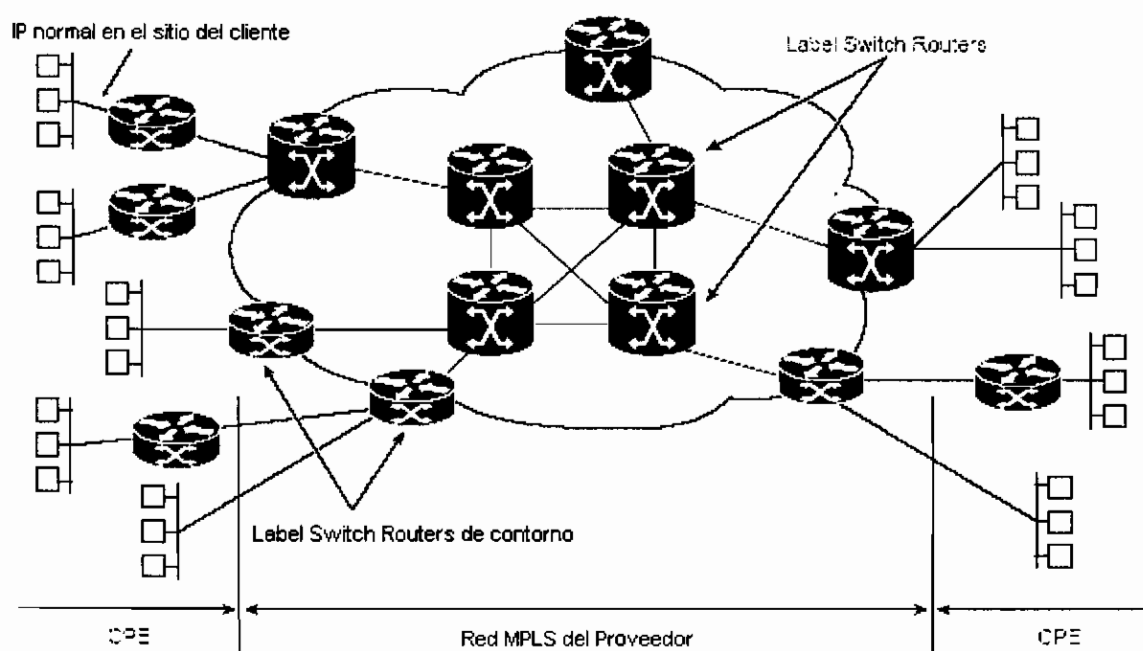 IP normal en el sitio del cliente
Label Switch Routers
Label Switch Routers de contorno
CPE
Red MPLS del Proveedor
CPE